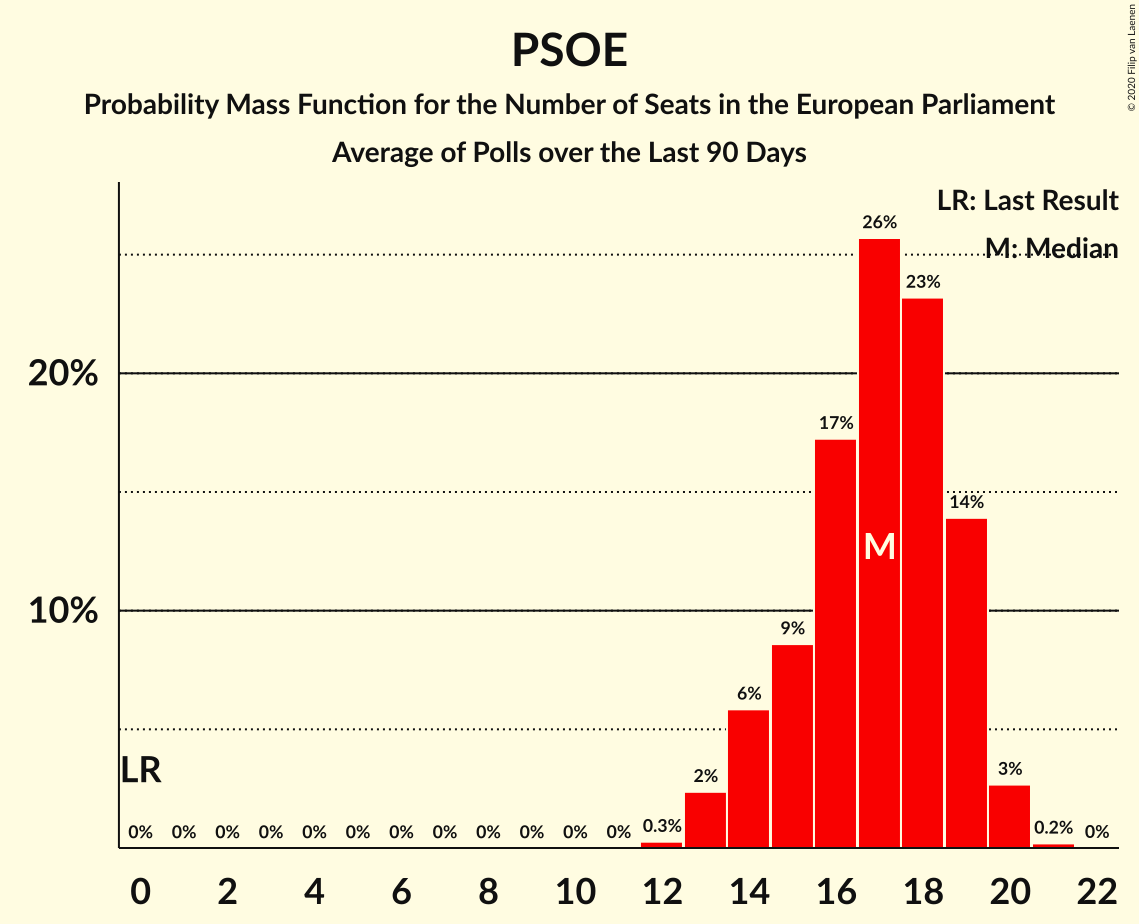 PSOE
Probability Mass Function for the Number of Seats in the European Parliament
Average of Polls over the Last 90 Days
© 2020 Filip van Laenen
LR: Last Result
M: Median
26%
23%
20%
17%
14%
M
10%
9%
6%
LR
2%
3%
0% 0% 0% 0% 0% 0% 0% 0% 0% 0% 0% 0% 0.3% 0.2% 0%
0 2 4 6 8 10 12 14 16 18 20 22